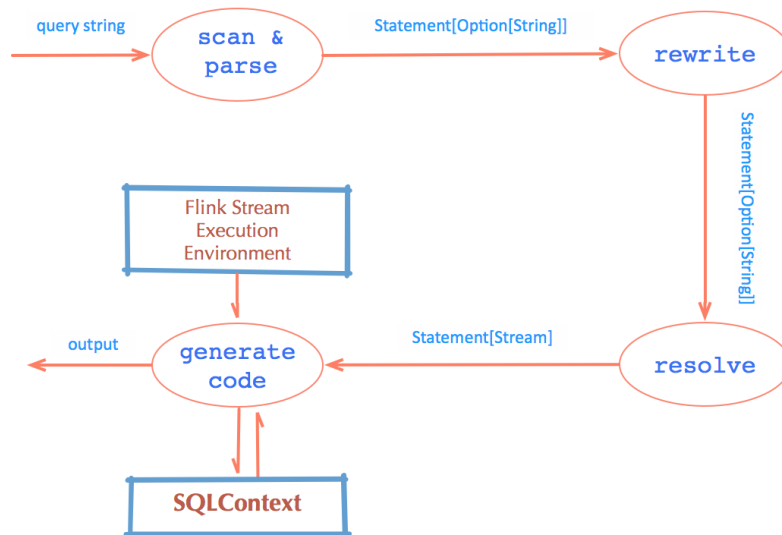 query string
scan &
parse
Statement[Option[String]]
rewrite
Statement[Option[String]]
Flink Stream
Execution
Environment
output
generate
code
Statement[Stream]
resolve
SQLContext